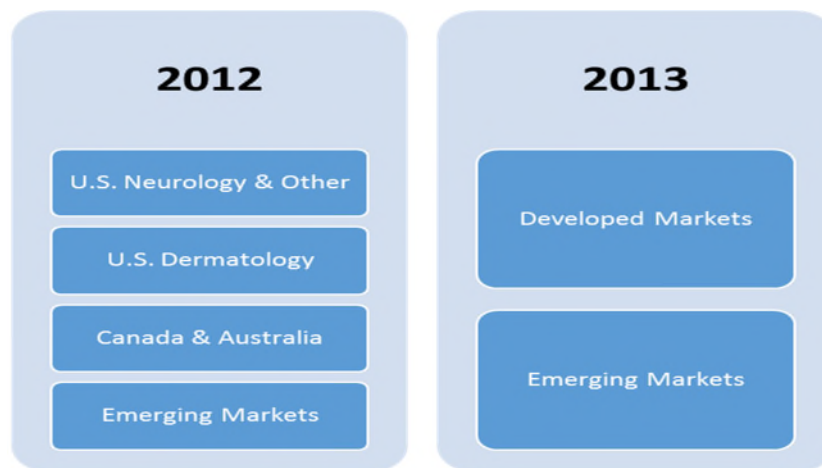 2012
U.S. Neurology & Other
U.S. Dermatology
Canada & Australia
Emerging Markets
2013
Developed Markets
Emerging Markets